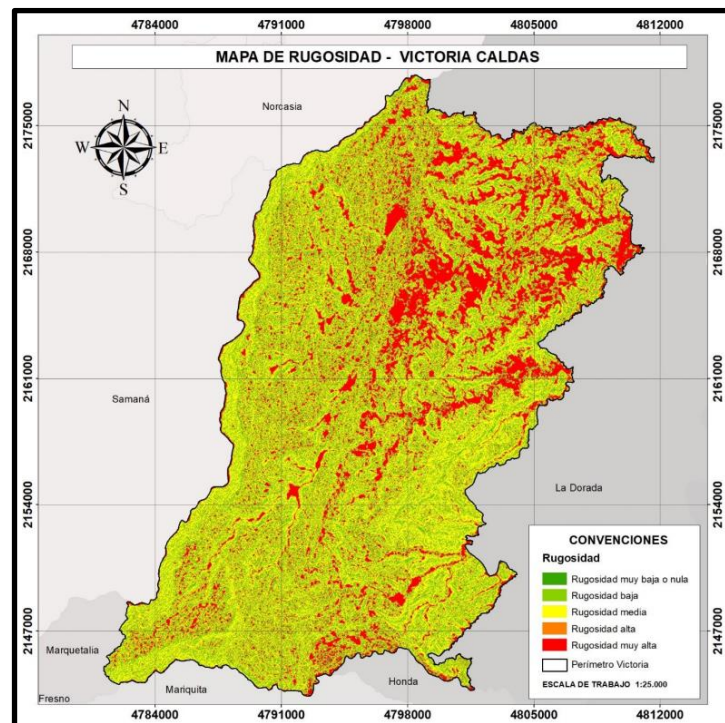 4784000 4791000 4798000 4805000 4812000
MAPA DE RUGOSIDAD - VICTORIA CALDAS
Norcasia
N
W E
S
2175000 2175000
2168000 2168000
2161000 2161000
Samaná
2154000 2154000
La Dorada
CONVENCIONES
Rugosidad
Rugosidad muy baja o nula
Rugosidad baja
Rugosidad media
Rugosidad alta
Rugosidad muy alta
Perímetro Victoria
ESCALA DE TRABAJO 1:25.000
2147000 2147000
Marquetalia
Fresno
Mariquita
Honda
4784000 4791000 4798000 4805000 4812000